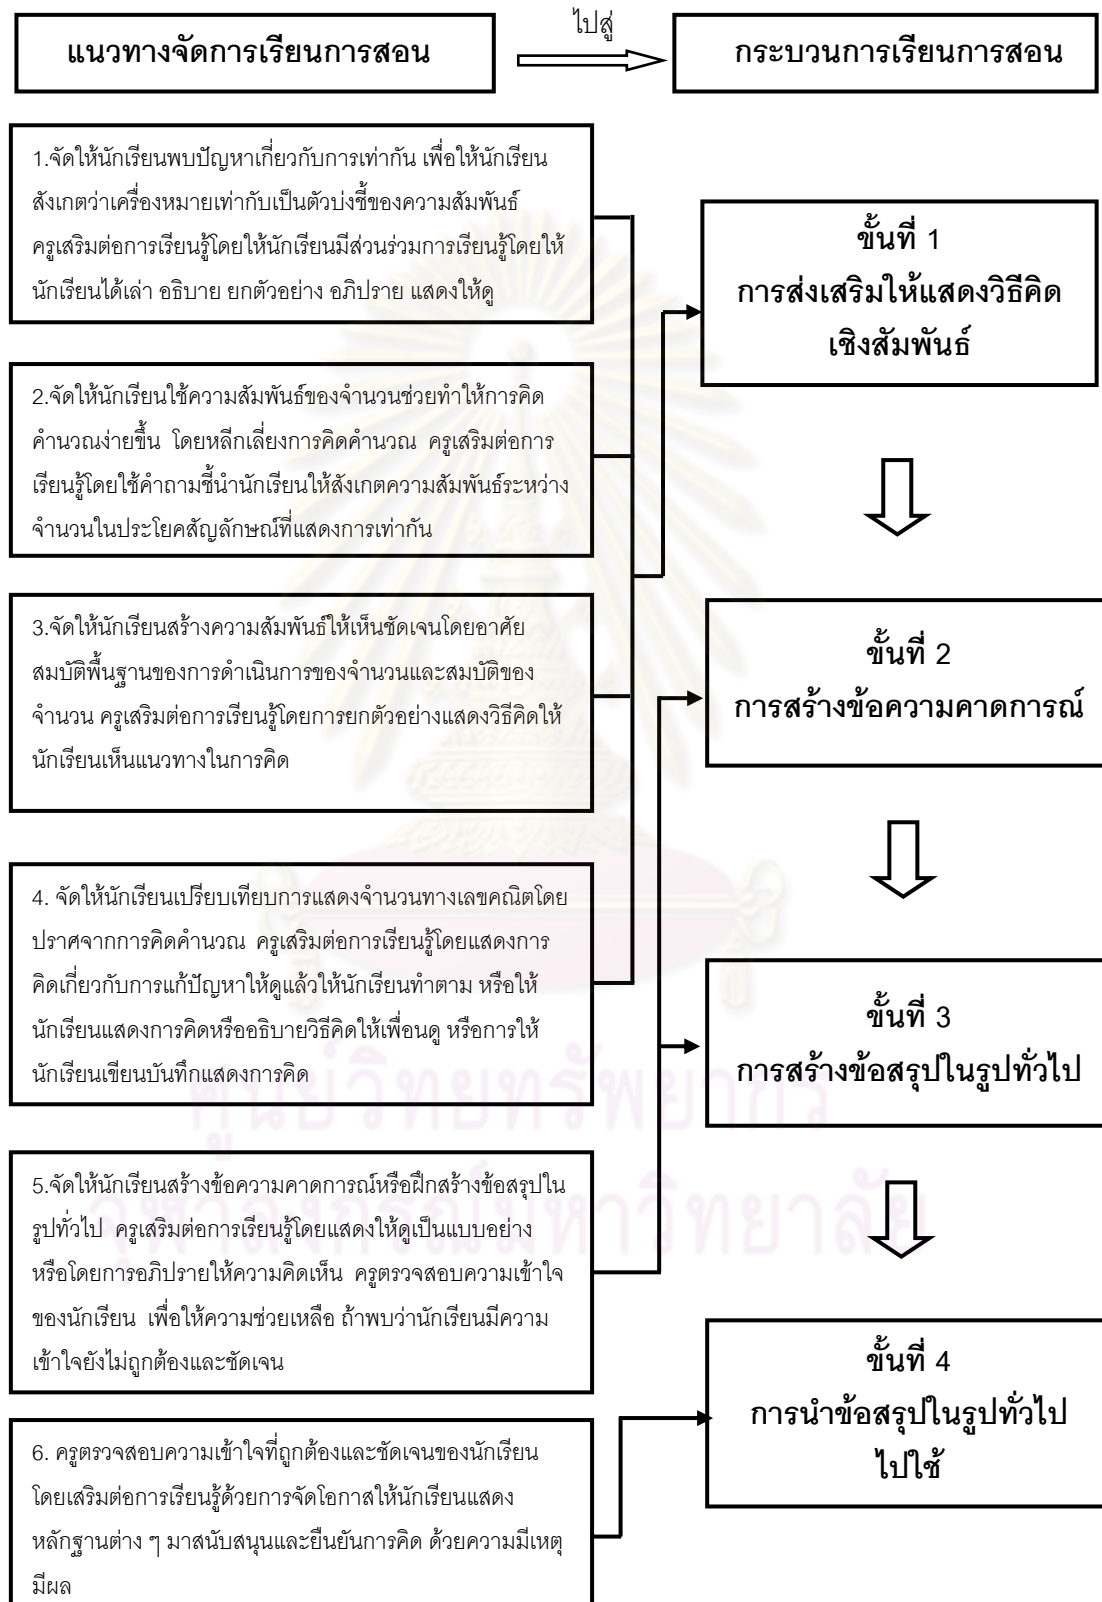 แนวทางจัดการเรียนการสอน
ไปสู่
กระบวนการเรียนการสอน
1.จัดให้นักเรียนพบปัญหาเกี่ยวกับการเท่ากัน เพื่อให้นักเรียน
สังเกตว่าเครื่องหมายเท่ากับเป็นตัวบ่งชี้ของความสัมพันธ์
ครูเสริมต่อการเรียนรู้โดยให้นักเรียนมีส่วนร่วมการเรียนรู้โดยให้
นักเรียนได้เล่า อธิบาย ยกตัวอย่าง อภิปราย แสดงให้ดู
2.จัดให้นักเรียนใช้ความสัมพันธ์ของจำนวนช่วยทำให้การคิด
คำนวณง่ายขึ้น โดยหลีกเลี่ยงการคิดคำนวณ ครูเสริมต่อการ
เรียนรู้โดยใช้คำถามชี้นำนักเรียนให้สังเกตความสัมพันธ์ระหว่าง
จำนวนในประโยคสัญลักษณ์ที่แสดงการเท่ากัน
3.จัดให้นักเรียนสร้างความสัมพันธ์ให้เห็นชัดเจนโดยอาศัย
สมบัติพื้นฐานของการดำเนินการของจำนวนและสมบัติของ
จำนวน ครูเสริมต่อการเรียนรู้โดยการยกตัวอย่างแสดงวิธีคิดให้
นักเรียนเห็นแนวทางในการคิด
4. จัดให้นักเรียนเปรียบเทียบการแสดงจำนวนทางเลขคณิตโดย
ปราศจากการคิดคำนวณ ครูเสริมต่อการเรียนรู้โดยแสดงการ
คิดเกี่ยวกับการแก้ปัญหาให้ดูแล้วให้นักเรียนทำตาม หรือให้
นักเรียนแสดงการคิดหรืออธิบายวิธีคิดให้เพื่อนดู หรือการให้
นักเรียนเขียนบันทึกแสดงการคิด
5.จัดให้นักเรียนสร้างข้อความคาดการณ์หรือฝึกสร้างข้อสรุปใน
รูปทั่วไป ครูเสริมต่อการเรียนรู้โดยแสดงให้ดูเป็นแบบอย่าง
หรือโดยการอภิปรายให้ความคิดเห็น ครูตรวจสอบความเข้าใจ
ของนักเรียน เพื่อให้ความช่วยเหลือ ถ้าพบว่านักเรียนมีความ
เข้าใจยังไม่ถูกต้องและชัดเจน
6. ครูตรวจสอบความเข้าใจที่ถูกต้องและชัดเจนของนักเรียน
โดยเสริมต่อการเรียนรู้ด้วยการจัดโอกาสให้นักเรียนแสดง
หลักฐานต่าง ๆ มาสนับสนุนและยืนยันการคิด ด้วยความมีเหตุ
มีผล
ขั้นที่ 1
การส่งเสริมให้แสดงวิธีคิด
เชิงสัมพันธ์
ขั้นที่ 2
การสร้างข้อความคาดการณ์
ขั้นที่ 3
การสร้างข้อสรุปในรูปทั่วไป
ขั้นที่ 4
การนำข้อสรุปในรูปทั่วไป
ไปใช้
ศูนย์วิทยทรัพยากร
จุฬาลงกรณ์มหาวิทยาลัย